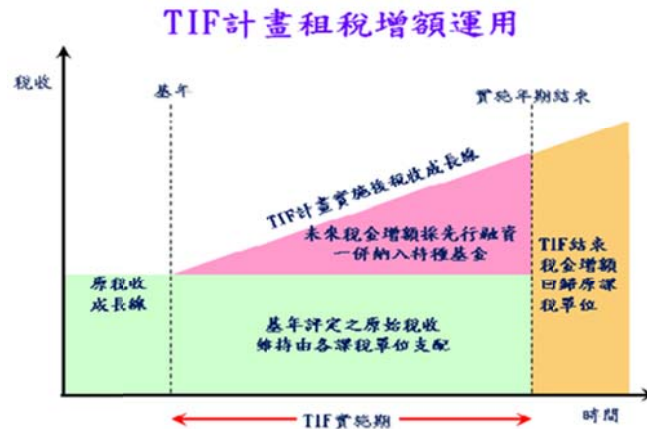 TIF計畫租稅增額運用
稅收
基年
實施年期結束
TIF計畫實施後稅收成長線
未來稅金增額採先行融資
一併納入特種基金
原稅收
成長線
TIF結束
稅金增額
回歸原課
稅單位
基年評定之原始稅收
維持由各課稅單位支配
TIF實施期
時間